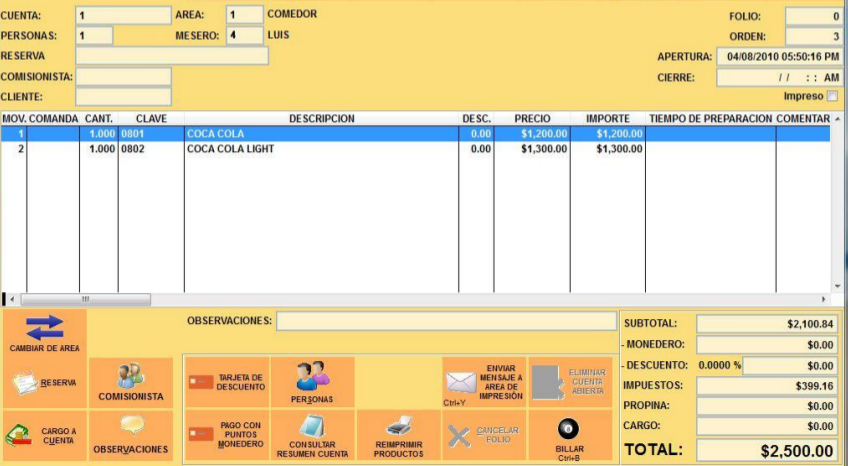 CUENTA: 1 AREA: 1 COMEDOR FOLIO: 0
PERSONAS: 1 MESERO: 4 LUIS ORDEN: 3
RESERVA APERTURA: 04/08/2010 05:50:16 PM
COMISIONISTA: CIERRE: / / : : AM
CLIENTE: Impreso
MOV. COMANDA CANT. CLAVE DESCRIPCION DESC. PRECIO IMPORTE TIEMPO DE PREPARACION COMENTAR
1 1.000 0801 COCA COLA 0.00 $1,200.00 $1,200.00
2 1.000 0802 COCA COLA LIGHT 0.00 $1,300.00 $1,300.00
CAMBIAR DE AREA
RESERVA
COMISIONISTA
CARGO A
CUENTA
OBSERVACIONES
OBSERVACIONES:
TARJETA DE
DESCUENTO
PERSONAS
ENVIAR
MENSAJE A
AREA DE
IMPRESIÓN
Ctrl+Y
ELIMINAR
CUENTA
ABIERTA
PAGO CON
PUNTOS
MONEDERO
CONSULTAR
RESUMEN CUENTA
REIMPRIMIR
PRODUCTOS
CANCELAR
FOLIO
8
BILLAR
Ctrl+B
SUBTOTAL: $2,100.84
- MONEDERO: $0.00
- DESCUENTO: 0.0000 % $0.00
IMPUESTOS: $399.16
PROPINA: $0.00
CARGO: $0.00
TOTAL: $2,500.00